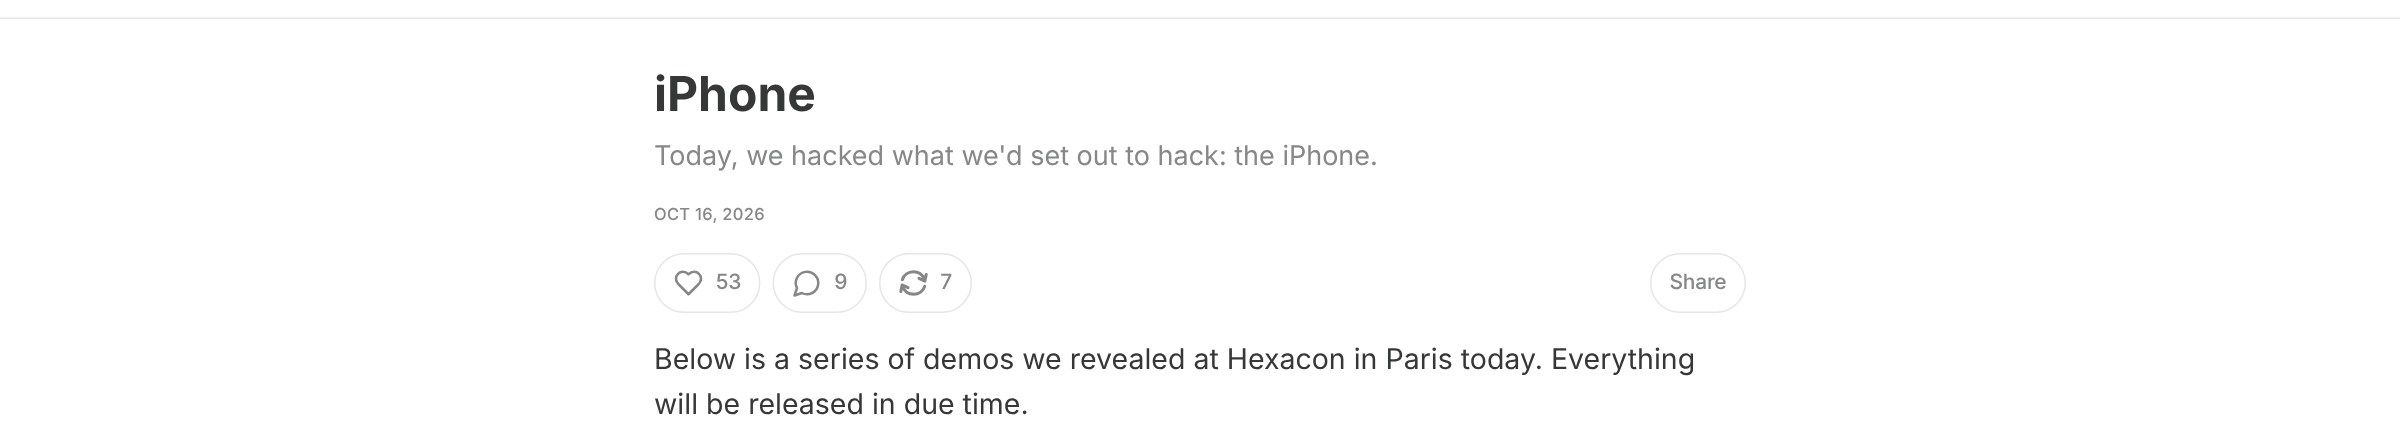 iPhone
Today, we hacked what we'd set out to hack: the iPhone.
OCT 16, 2026
53 9 7 Share
Below is a series of demos we revealed at Hexacon in Paris today. Everything
will be released in due time.